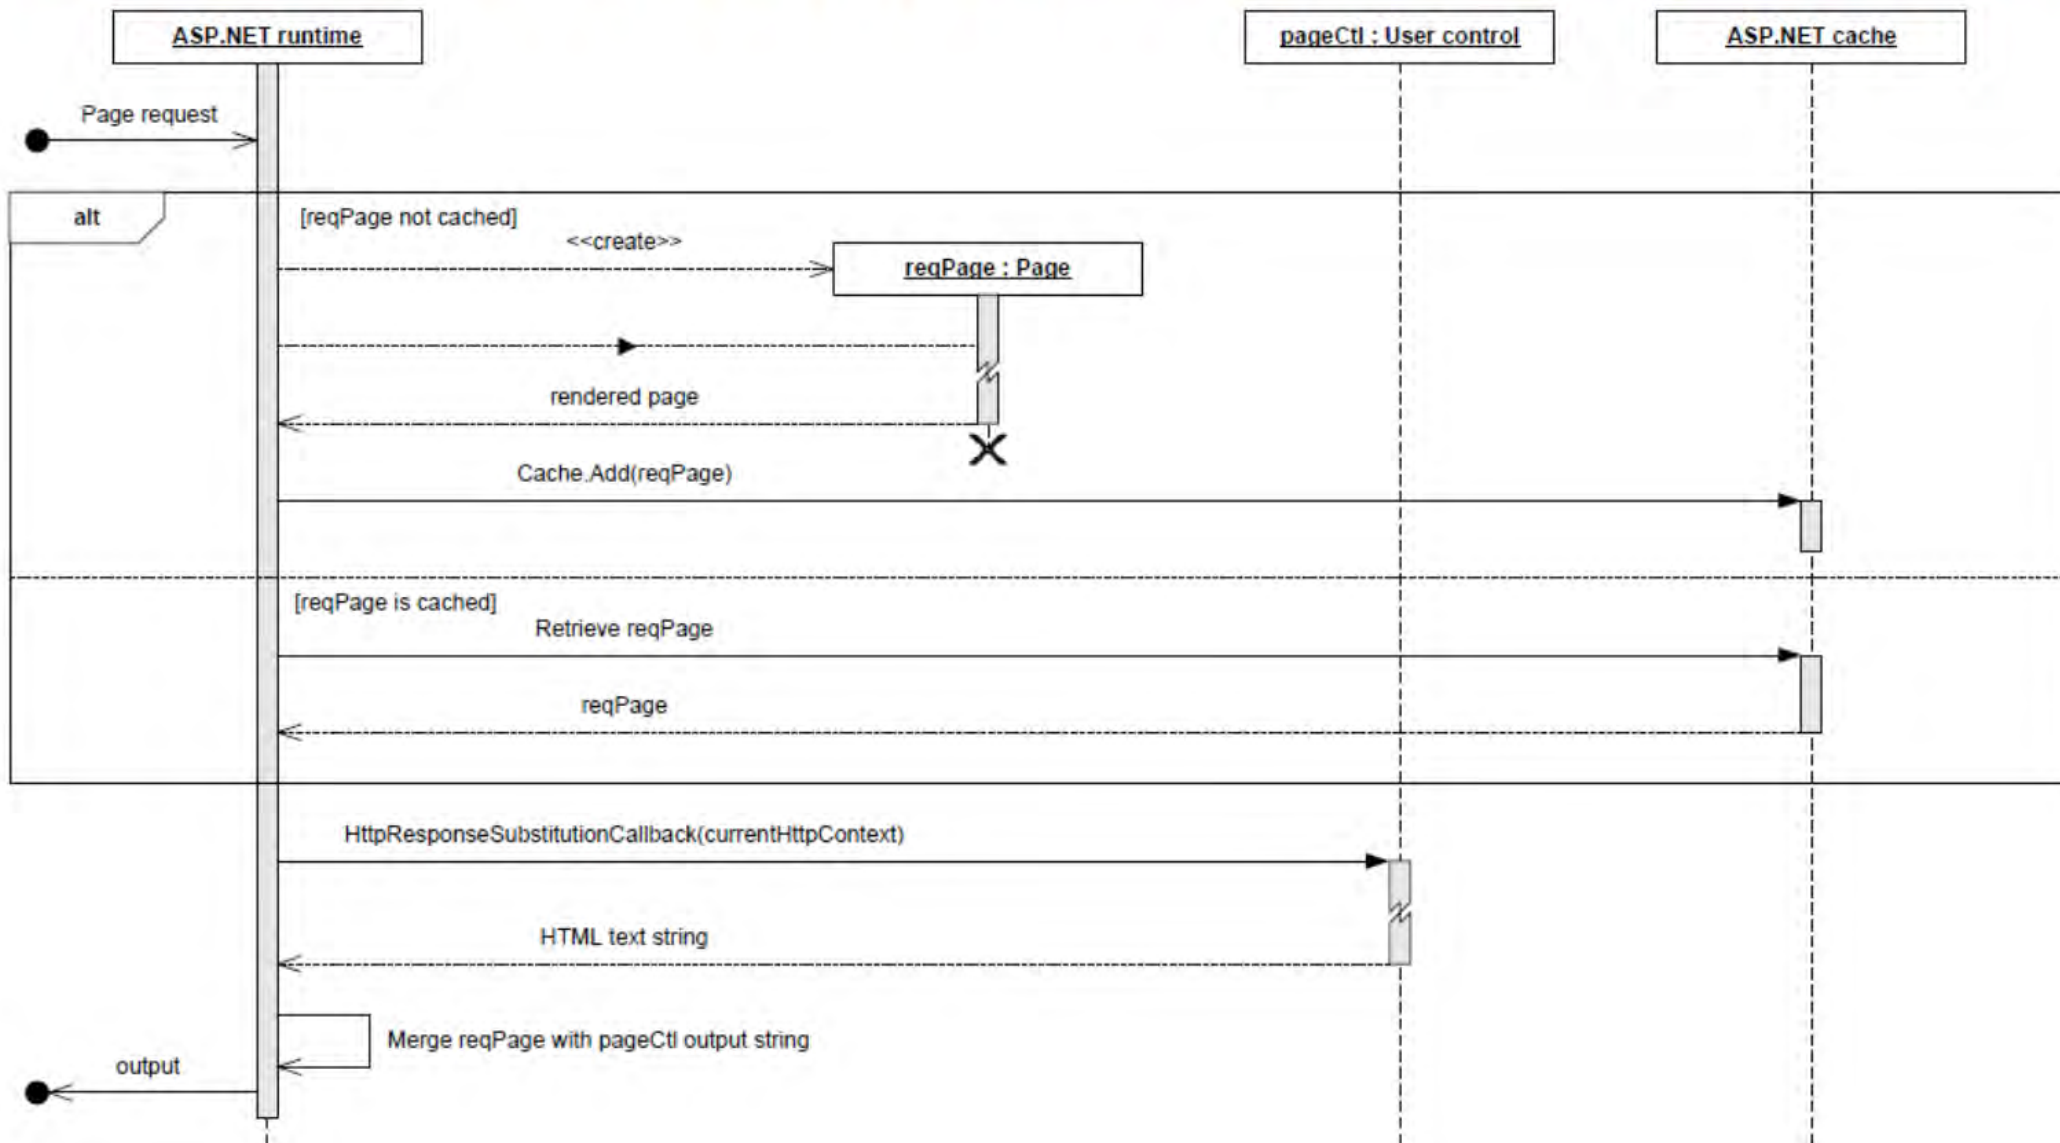 ASP.NET runtime
pageCtl : User control
ASP.NET cache
Page request
alt
[reqPage not cached]
<<create>>
reqPage : Page
rendered page
Cache.Add(reqPage)
[reqPage is cached]
Retrieve reqPage
reqPage
HttpResponseSubstitutionCallback(currentHttpContext)
HTML text string
Merge reqPage with pageCtl output string
output